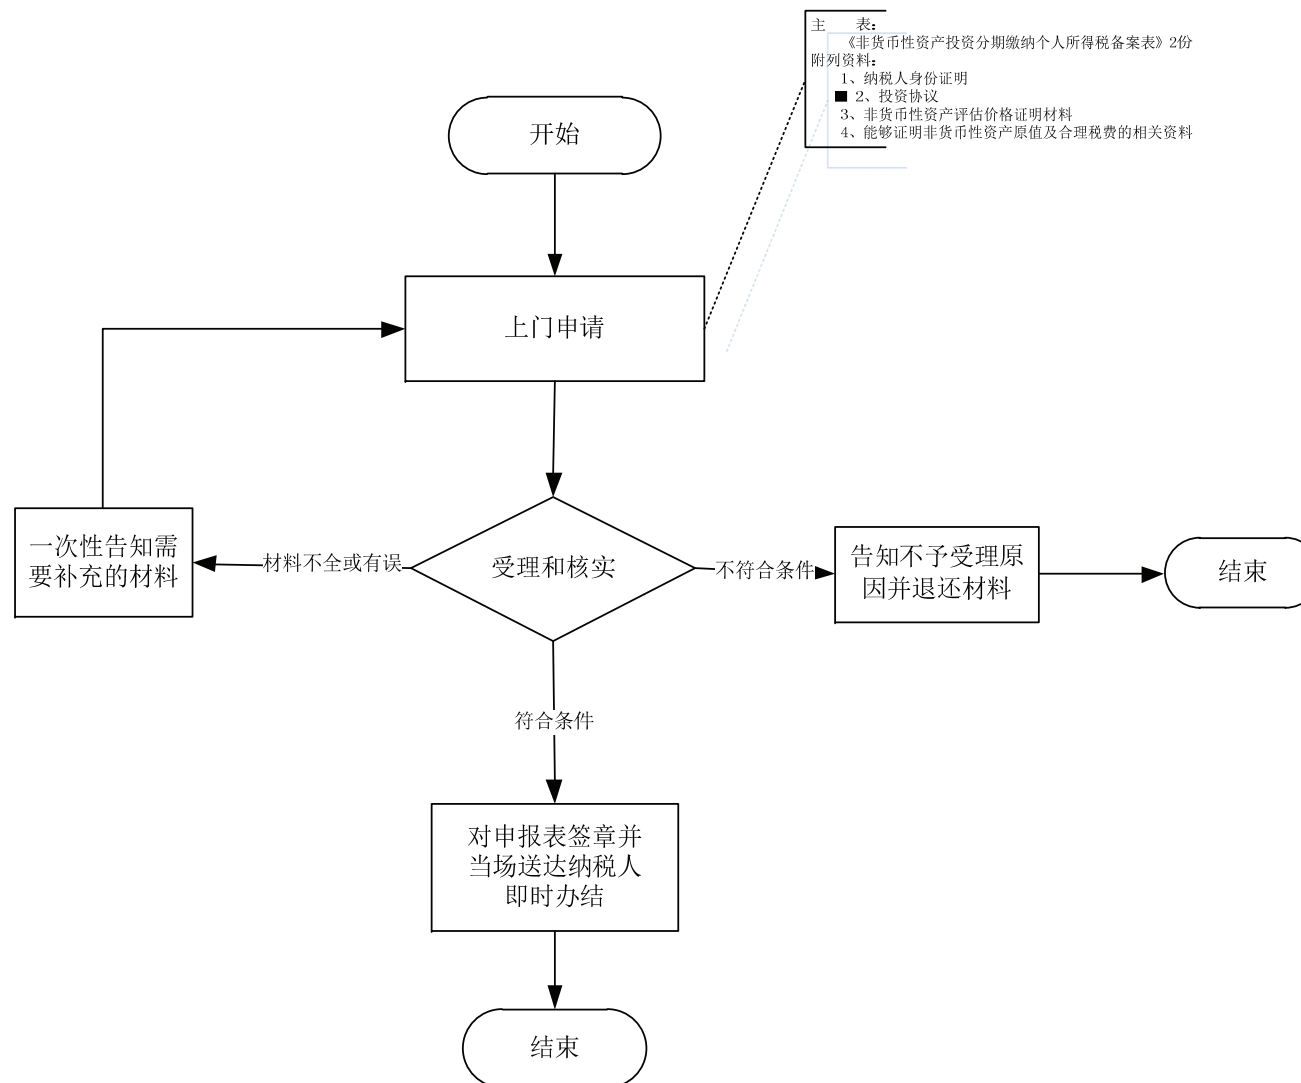 主　　表：
《非货币性资产投资分期缴纳个人所得税备案表》2份
附列资料：
1、纳税人身份证明
■ 2、投资协议
3、非货币性资产评估价格证明材料
4、能够证明非货币性资产原值及合理税费的相关资料
开始
上门申请
一次性告知需
要补充的材料
材料不全或有误
受理和核实
不符合条件
告知不予受理原
因并退还材料
结束
符合条件
对申报表签章并
当场送达纳税人
即时办结
结束